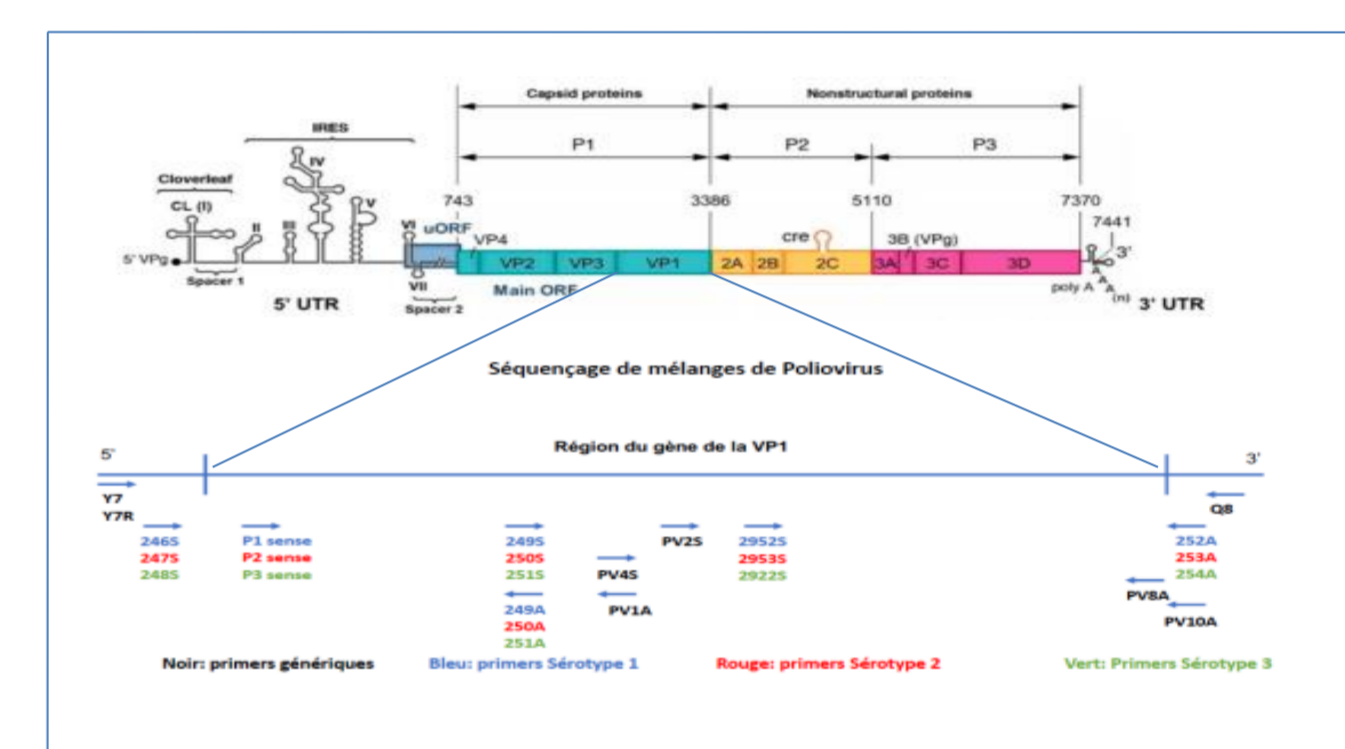 Capsid proteins Nonstructural proteins
IRES
P1 P2 P3
IV
Cloverleaf
CL (I) II III V 743 3386 5110 7370
7441
VI uORF VP4 cre 3B (VPg) 3'
5' VPg VP2 VP3 VP1 2A 2B 2C 3A 3C 3D
Spacer 1 VII Main ORF poly A A A A (n)
5' UTR Spacer 2 3' UTR
Séquençage de mélanges de Poliovirus
Région du gène de la VP1
5' 3'
Y7 Q8
Y7R
246S P1 sense 249S PV2S 2952S 252A
247S P2 sense 250S 2953S 253A
248S P3 sense 251S PV4S 2922S 254A
PV8A
249A PV1A PV10A
250A
251A
Noir: primers génériques Bleu: primers Sérotype 1 Rouge: primers Sérotype 2 Vert: Primers Sérotype 3